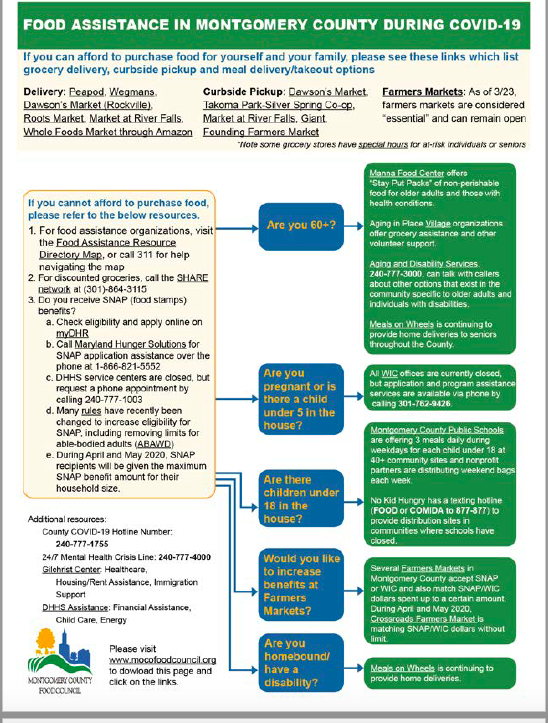 FOOD ASSISTANCE IN MONTGOMERY COUNTY DURING COVID-19
If you can afford to purchase food for yourself and your family, please see these links which list
grocery delivery, curbside pickup and meal delivery/takeout options
Delivery: Peapod, Wegmans,
Dawson's Market (Rockville),
Roots Market, Market at River Falls,
Whole Foods Market through Amazon
Curbside Pickup: Dawson's Market,
Takoma Park-Silver Spring Co-op,
Market at River Falls, Giant,
Founding Farmers Market
Farmers Markets: As of 3/23,
farmers markets are considered
"essential" and can remain open
*Note some grocery stores have special hours for at-risk individuals or seniors
If you cannot afford to purchase food,
please refer to the below resources.
1. For food assistance organizations, visit
the Food Assistance Resource
Directory Map, or call 311 for help
navigating the map
2. For discounted groceries, call the SHARE
network at (301)-864-3115
3. Do you receive SNAP (food stamps)
benefits?
a. Check eligibility and apply online on
myDHR
b. Call Maryland Hunger Solutions for
SNAP application assistance over the
phone at 1-866-821-5552
c. DHHS service centers are closed, but
request a phone appointment by
calling 240-777-1003
d. Many rules have recently been
changed to increase eligibility for
SNAP, including removing limits for
able-bodied adults (ABAWD)
e. During April and May 2020, SNAP
recipients will be given the maximum
SNAP benefit amount for their
household size.
Are you 60+?
Manna Food Center offers
"Stay Put Packs" of non-perishable
food for older adults and those with
health conditions.
Aging in Place Village organizations
offer grocery assistance and other
volunteer support.
Aging and Disability Services,
240-777-3000, can talk with callers
about other options that exist in the
community specific to older adults and
individuals with disabilities.
Meals on Wheels is continuing to
provide home deliveries to seniors
throughout the County.
Are you
pregnant or is
there a child
under 5 in the
house?
All WIC offices are currently closed,
but application and program assistance
services are available via phone by
calling 301-762-9426.
Are there
children under
18 in the
house?
Montgomery County Public Schools
are offering 3 meals daily during
weekdays for each child under 18 at
40+ community sites and nonprofit
partners are distributing weekend bags
each week.
No Kid Hungry has a texting hotline
(FOOD or COMIDA to 877-877) to
provide distribution sites in
communities where schools have
closed.
Would you like
to increase
benefits at
Farmers
Markets?
Several Farmers Markets in
Montgomery County accept SNAP
or WIC and also match SNAP/WIC
dollars spent up to a certain amount.
During April and May 2020,
Crossroads Farmers Market is
matching SNAP/WIC dollars without
limit.
Are you
homebound/
have a
disability?
Meals on Wheels is continuing to
provide home deliveries.
Additional resources:
County COVID-19 Hotline Number:
240-777-1755
24/7 Mental Health Crisis Line: 240-777-4000
Gilchrist Center: Healthcare,
Housing/Rent Assistance, Immigration
Support
DHHS Assistance: Financial Assistance,
Child Care, Energy
MONTGOMERY COUNTY
FOOD COUNCIL
Please visit
www.mocofoodcouncil.org
to dowload this page and
click on the links.